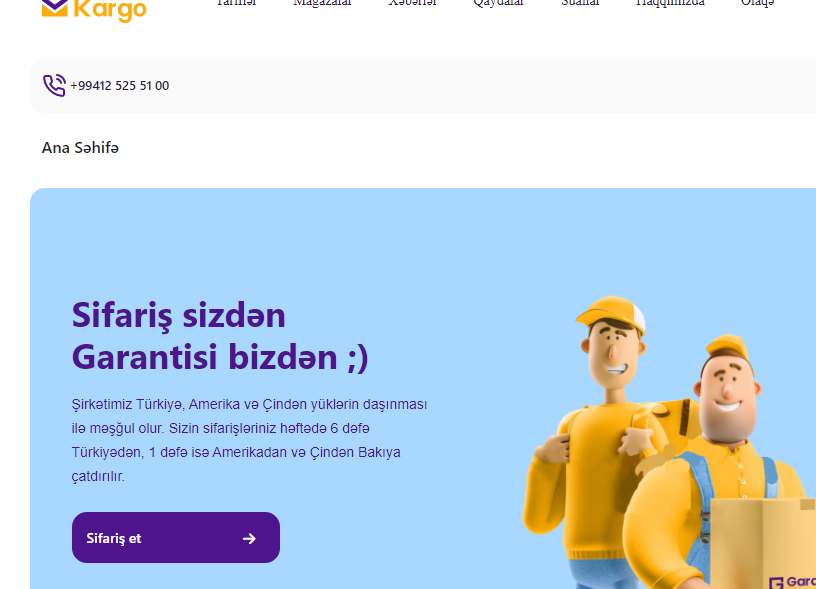 Kargo
Tariflər Mağazalar Xəbərlər Qaydalar Suallar Haqqımızda Əlaqə
+99412 525 51 00
Ana Səhifə
Sifariş sizdən
Garantisi bizdən ;)
Şirkətimiz Türkiyə, Amerika və Çindən yüklərin daşınması
ilə məşğul olur. Sizin sifarişləriniz həftədə 6 dəfə
Türkiyədən, 1 dəfə isə Amerikadan və Çindən Bakıya
çatdırılır.
Sifariş et